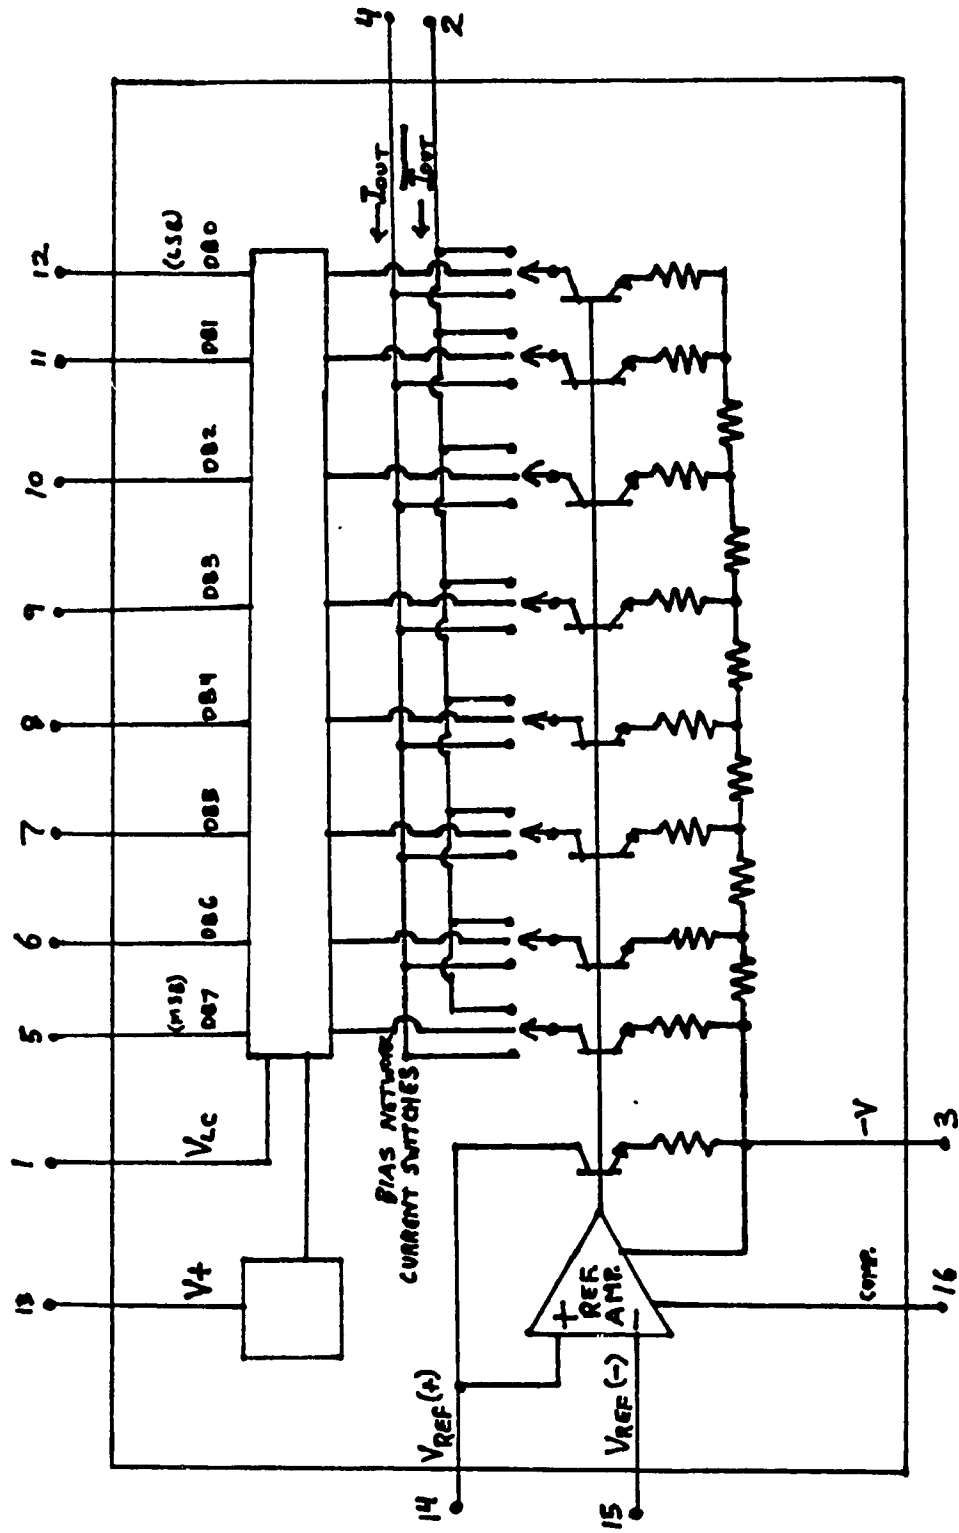 13 1 5 6 7 8 9 10 11 12
(MSB) (LSB)
V+ VLC DB7 DB6 DB5 DB4 DB3 DB2 DB1 DB0
←IOUT 4
BIAS NETWORK
CURRENT SWITCHES
← I̅O̅U̅T̅ 2
14 VREF(+)
+ REF
AMP.
−
15 VREF(−)
COMP. −V
16 3